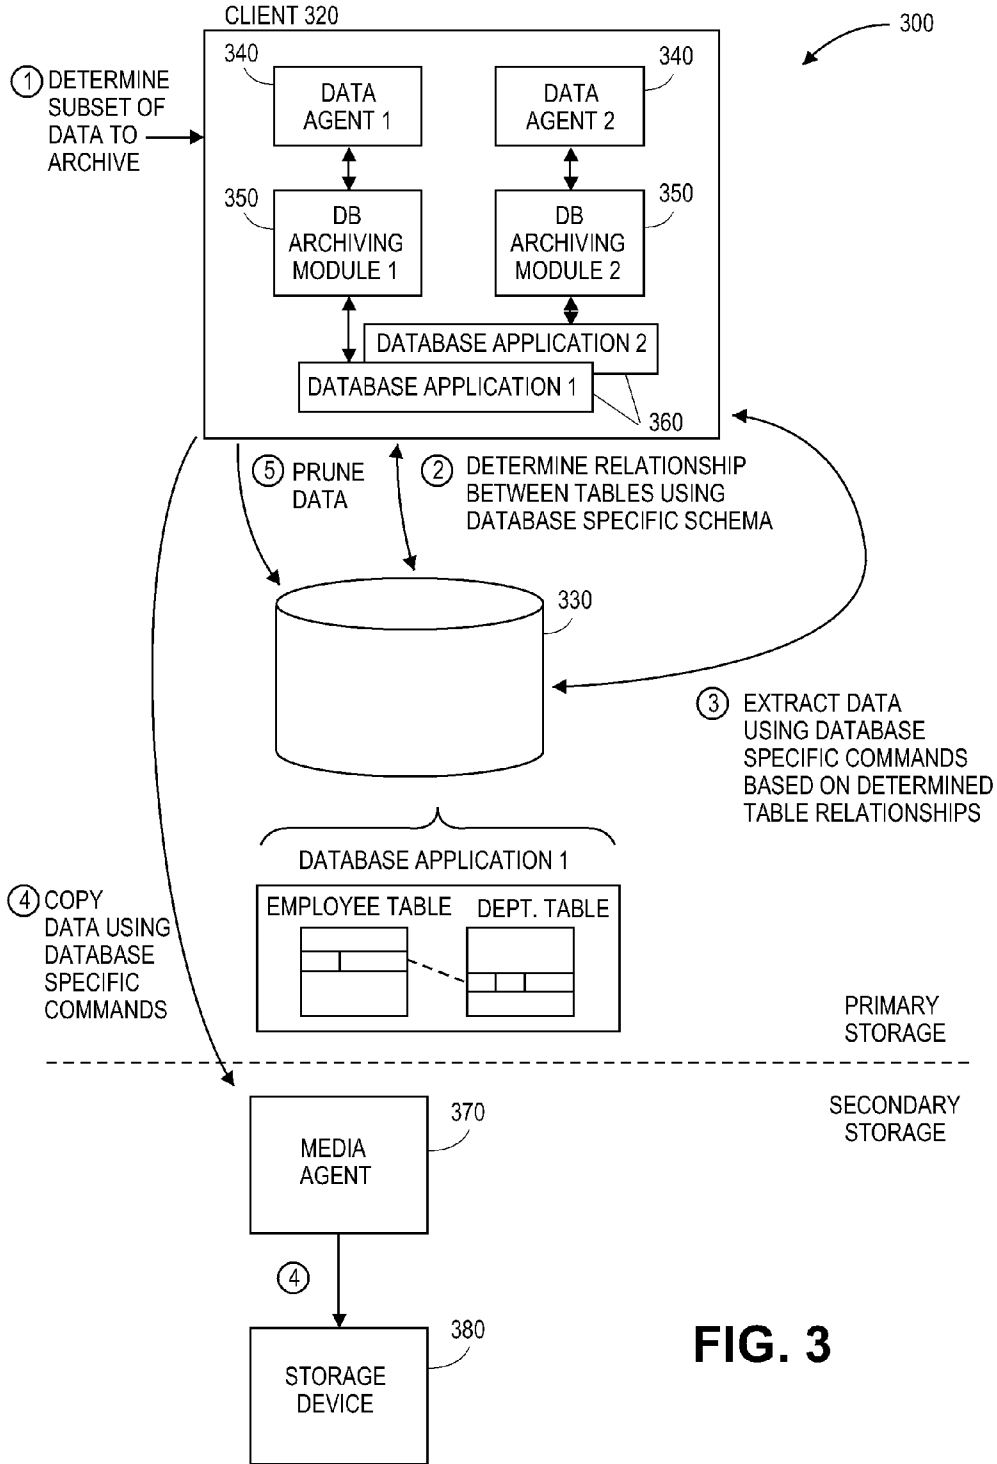 CLIENT 320
300
① DETERMINE
SUBSET OF
DATA TO
ARCHIVE
340
DATA
AGENT 1
340
DATA
AGENT 2
350
DB
ARCHIVING
MODULE 1
350
DB
ARCHIVING
MODULE 2
DATABASE APPLICATION 2
DATABASE APPLICATION 1
360
⑤ PRUNE
DATA
② DETERMINE RELATIONSHIP
BETWEEN TABLES USING
DATABASE SPECIFIC SCHEMA
330
③ EXTRACT DATA
USING DATABASE
SPECIFIC COMMANDS
BASED ON DETERMINED
TABLE RELATIONSHIPS
DATABASE APPLICATION 1
EMPLOYEE TABLE
DEPT. TABLE
④ COPY
DATA USING
DATABASE
SPECIFIC
COMMANDS
PRIMARY
STORAGE
SECONDARY
STORAGE
370
MEDIA
AGENT
④
380
STORAGE
DEVICE
FIG. 3